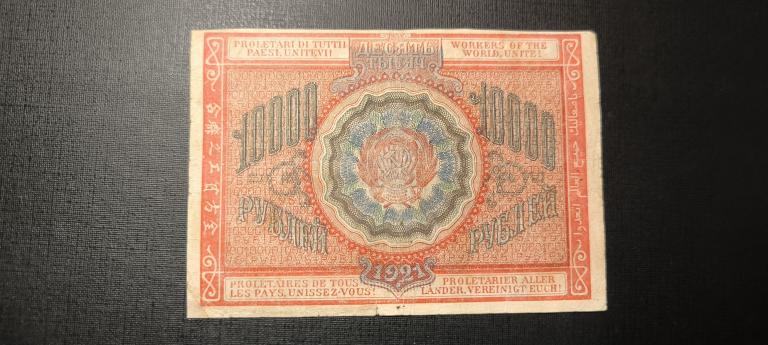 PROLETARI DI TUTTI I
PAESI, UNITEVI!
ДЕСЯТЬ
ТЫСЯЧ
WORKERS OF THE
WORLD, UNITE!
10000
10000
РУБЛЕЙ
РУБЛЕЙ
1921
PROLÉTAIRES DE TOUS
LES PAYS, UNISSEZ-VOUS!
PROLETARIER ALLER
LÄNDER, VEREINIGT EUCH!